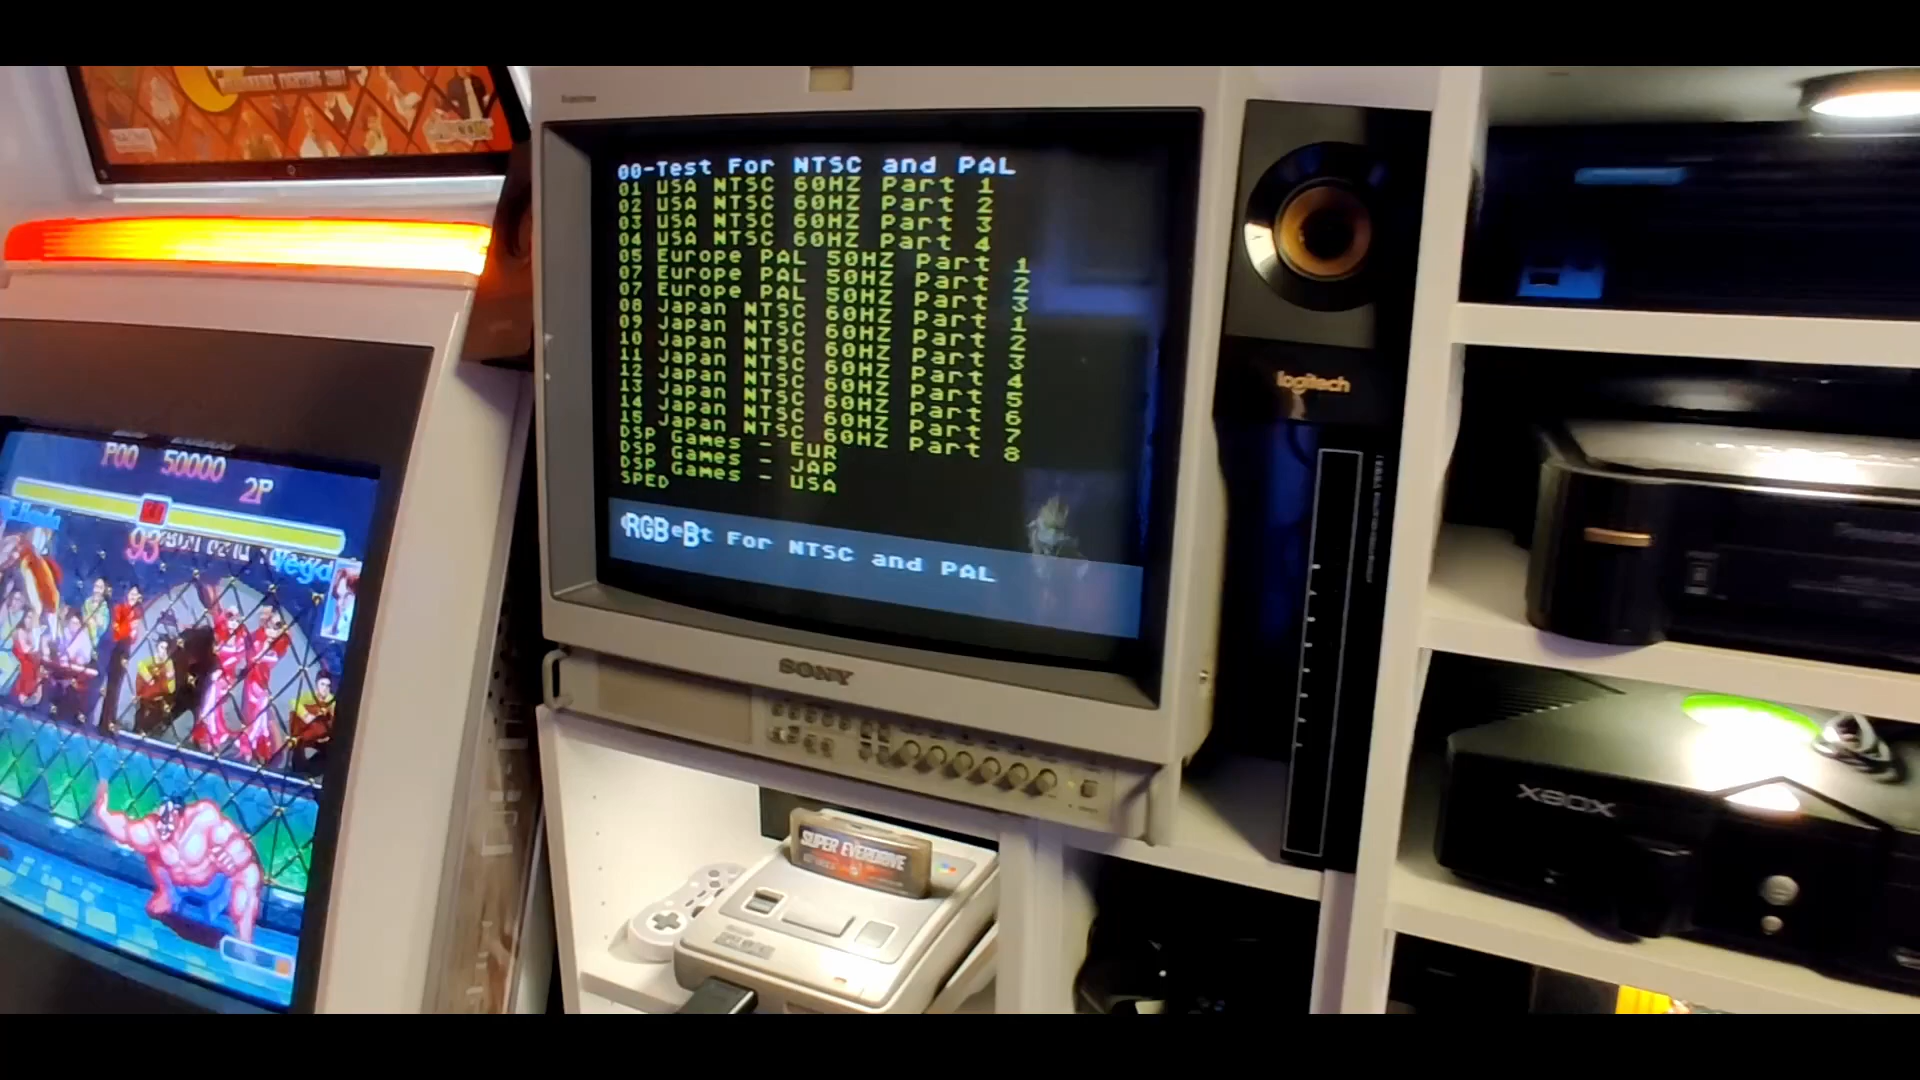 P00 50000
2P
93
00-Test For NTSC and PAL
01 USA NTSC 60HZ Part 1
02 USA NTSC 60HZ Part 2
03 USA NTSC 60HZ Part 3
04 USA NTSC 60HZ Part 4
05 Europe PAL 50HZ Part 1
07 Europe PAL 50HZ Part 2
07 Europe PAL 50HZ Part 3
08 Japan NTSC 60HZ Part 1
09 Japan NTSC 60HZ Part 2
10 Japan NTSC 60HZ Part 3
11 Japan NTSC 60HZ Part 4
12 Japan NTSC 60HZ Part 5
13 Japan NTSC 60HZ Part 6
14 Japan NTSC 60HZ Part 7
15 Japan NTSC 60HZ Part 8
DSP Games - EUR
DSP Games - JAP
DSP Games - USA
SPED
For NTSC and PAL
SONY
SUPER EVERDRIVE
logitech
XBOX